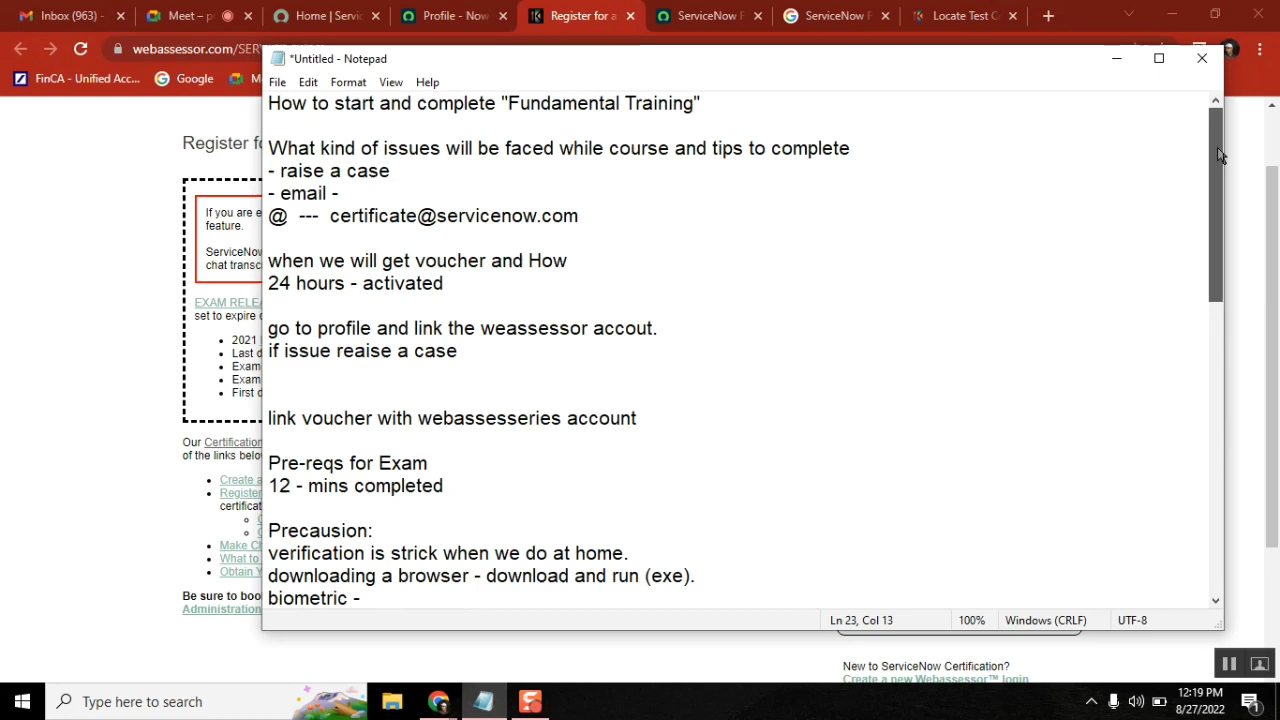 Inbox (963) -
Meet – p
Home | Servic
Profile - Now
Register for a
ServiceNow F
ServiceNow P
Locate Test C
webassessor.com/SER
FinCA - Unified Acc...
Google
*Untitled - Notepad
File Edit Format View Help
How to start and complete "Fundamental Training"
What kind of issues will be faced while course and tips to complete
- raise a case
- email -
@ --- certificate@servicenow.com
when we will get voucher and How
24 hours - activated
go to profile and link the weassessor accout.
if issue reaise a case
link voucher with webassesseries account
Pre-reqs for Exam
12 - mins completed
Precausion:
verification is strick when we do at home.
downloading a browser - download and run (exe).
biometric -
Ln 23, Col 13 100% Windows (CRLF) UTF-8
Register fo
If you are e
feature.
ServiceNow
chat transc
EXAM RELEA
set to expire
2021
Last d
Exam
Exam
First d
Our Certification
of the links belo
Create a
Register
certificat
Make Ch
What to
Obtain Y
Be sure to boo
Administration
New to ServiceNow Certification?
Create a new Webassessor™ login
Type here to search
12:19 PM
8/27/2022
1